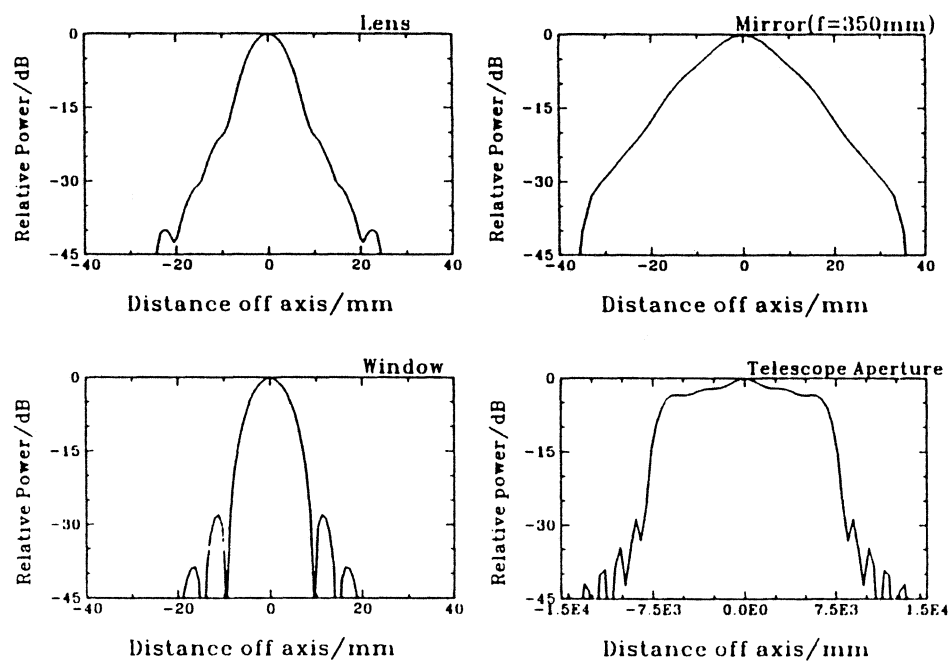 Lens
Relative Power/dB
0
-15
-30
-45
-40
-20
0
20
40
Distance off axis/mm
Mirror(f=350mm)
Relative Power/dB
0
-15
-30
-45
-40
-20
0
20
40
Distance off axis/mm
Window
Relative Power/dB
0
-15
-30
-45
-40
-20
0
20
40
Distance off axis/mm
Telescope Aperture
Relative power/dB
0
-15
-30
-45
-1.5E4
-7.5E3
0.0E0
7.5E3
1.5E4
Distance off axis/mm